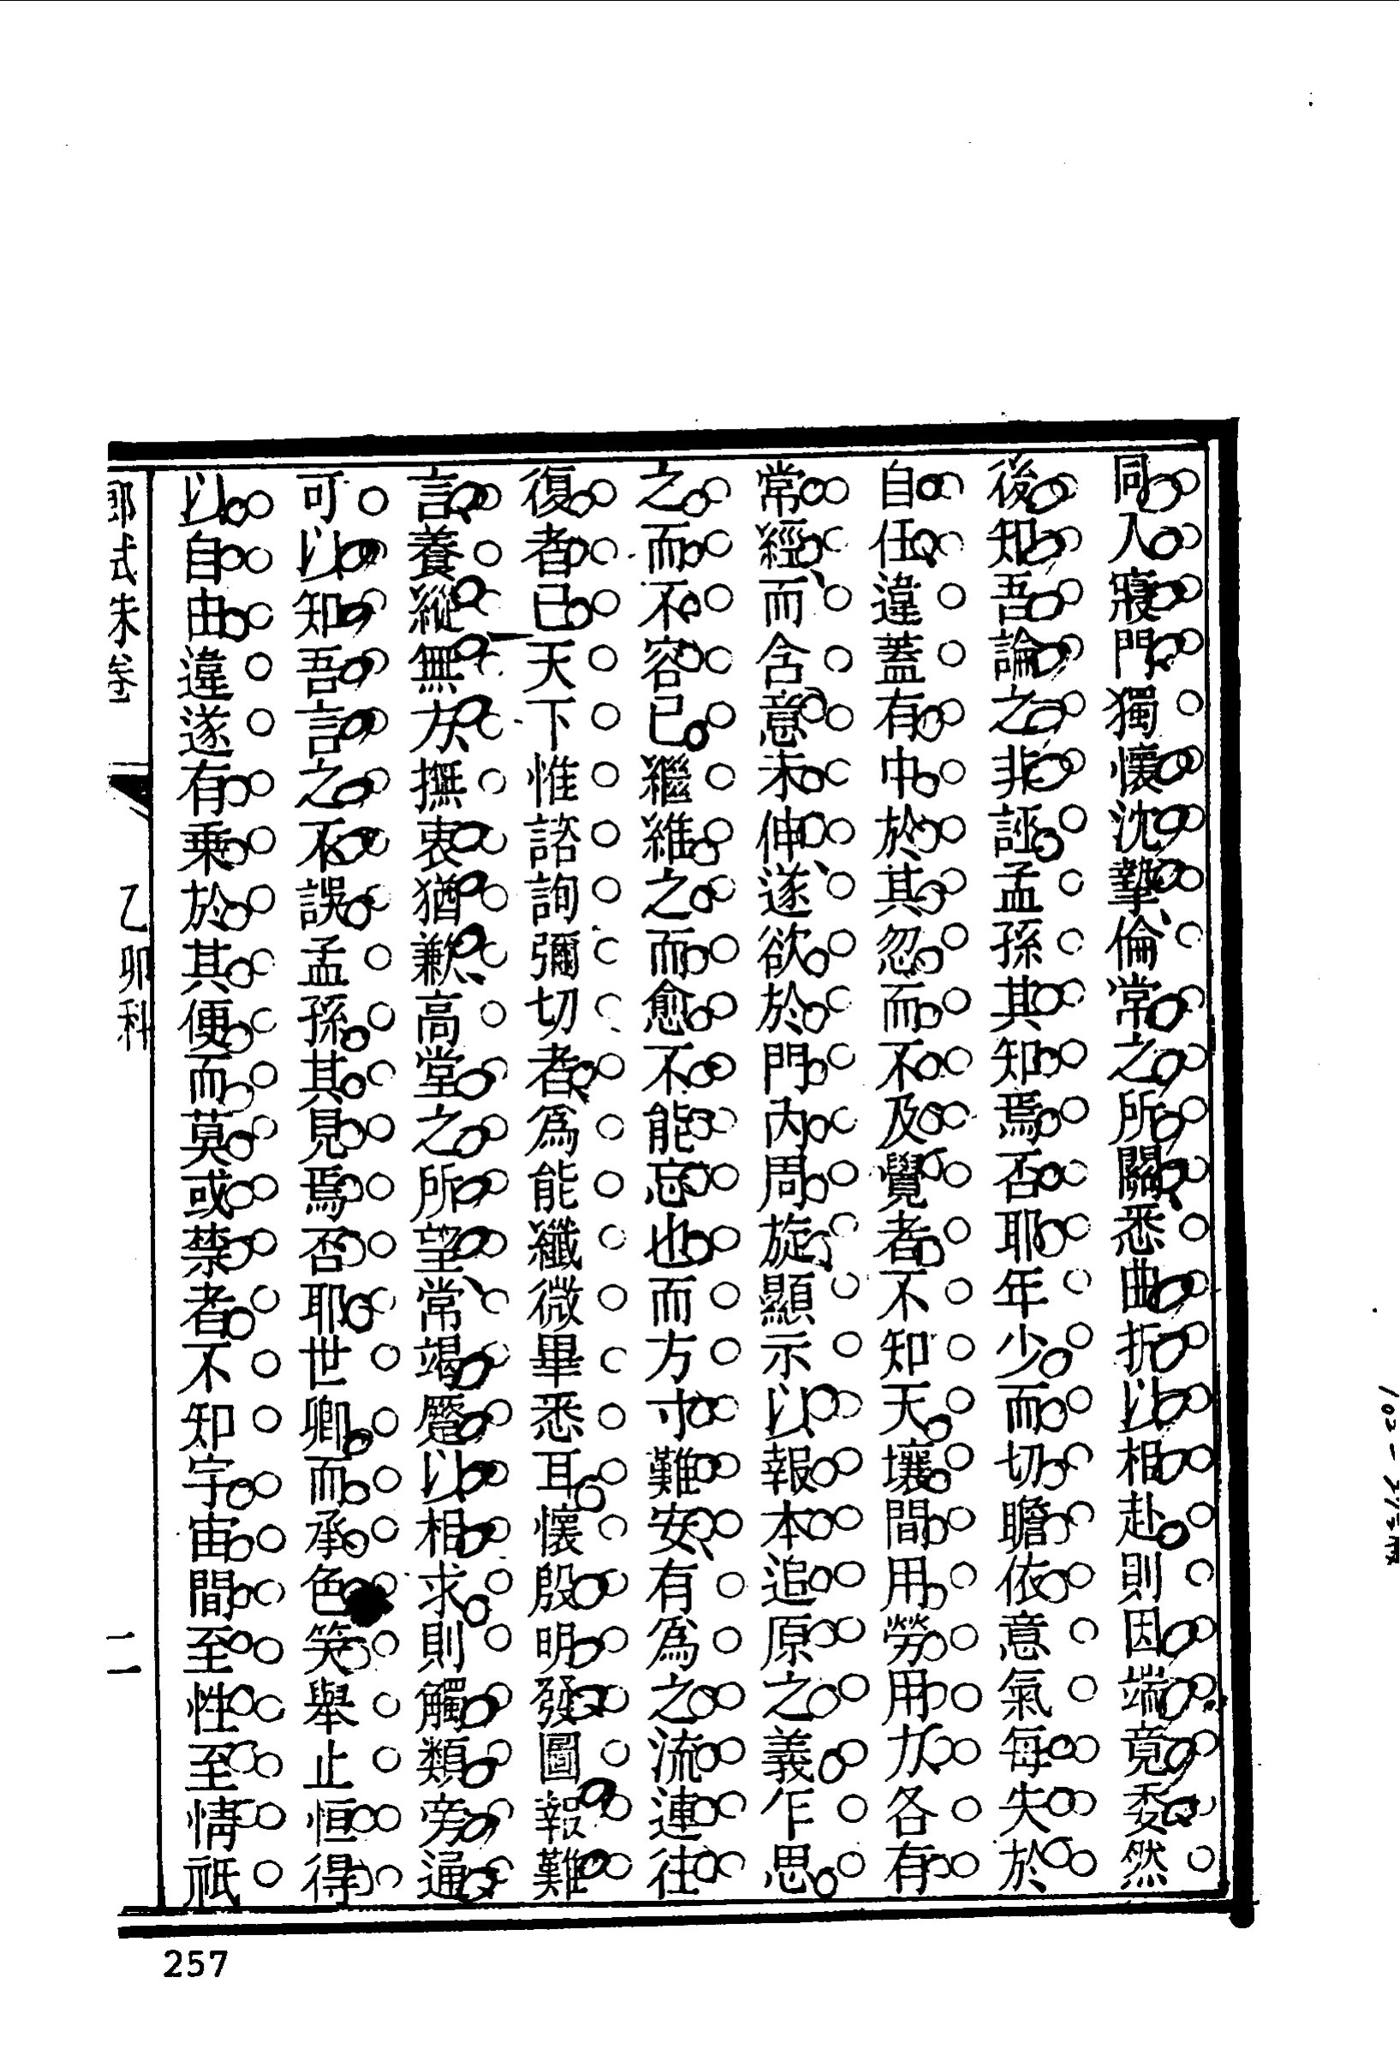 同入寢門獨懷沈摯倫常之所關悉曲折以相赴則因端竟委然
後知吾論之非誣孟孫其知焉否耶年少而切瞻依意氣每失於
自任違蓋有中於其忽而不及覺者不知天壤間用勞用力各有
常經而含意未伸遂欲於門內周旋顯示以報本追原之義乍思
之而不容已繼維之而愈不能忘也而方寸難安有為之流連往
復者已天下惟諮詢彌切者為能纖微畢悉耳懷殷明發圖報難
言養縱無方撫衷猶歉高堂之所望常竭蹷以相求則觸類旁通
可以知吾言之不誤孟孫其見焉否耶世卿而承色笑舉止恒得
以自由違遂有乘於其便而莫或禁者不知宇宙間至性至情祇
鄉試硃卷
乙卯科
二
257